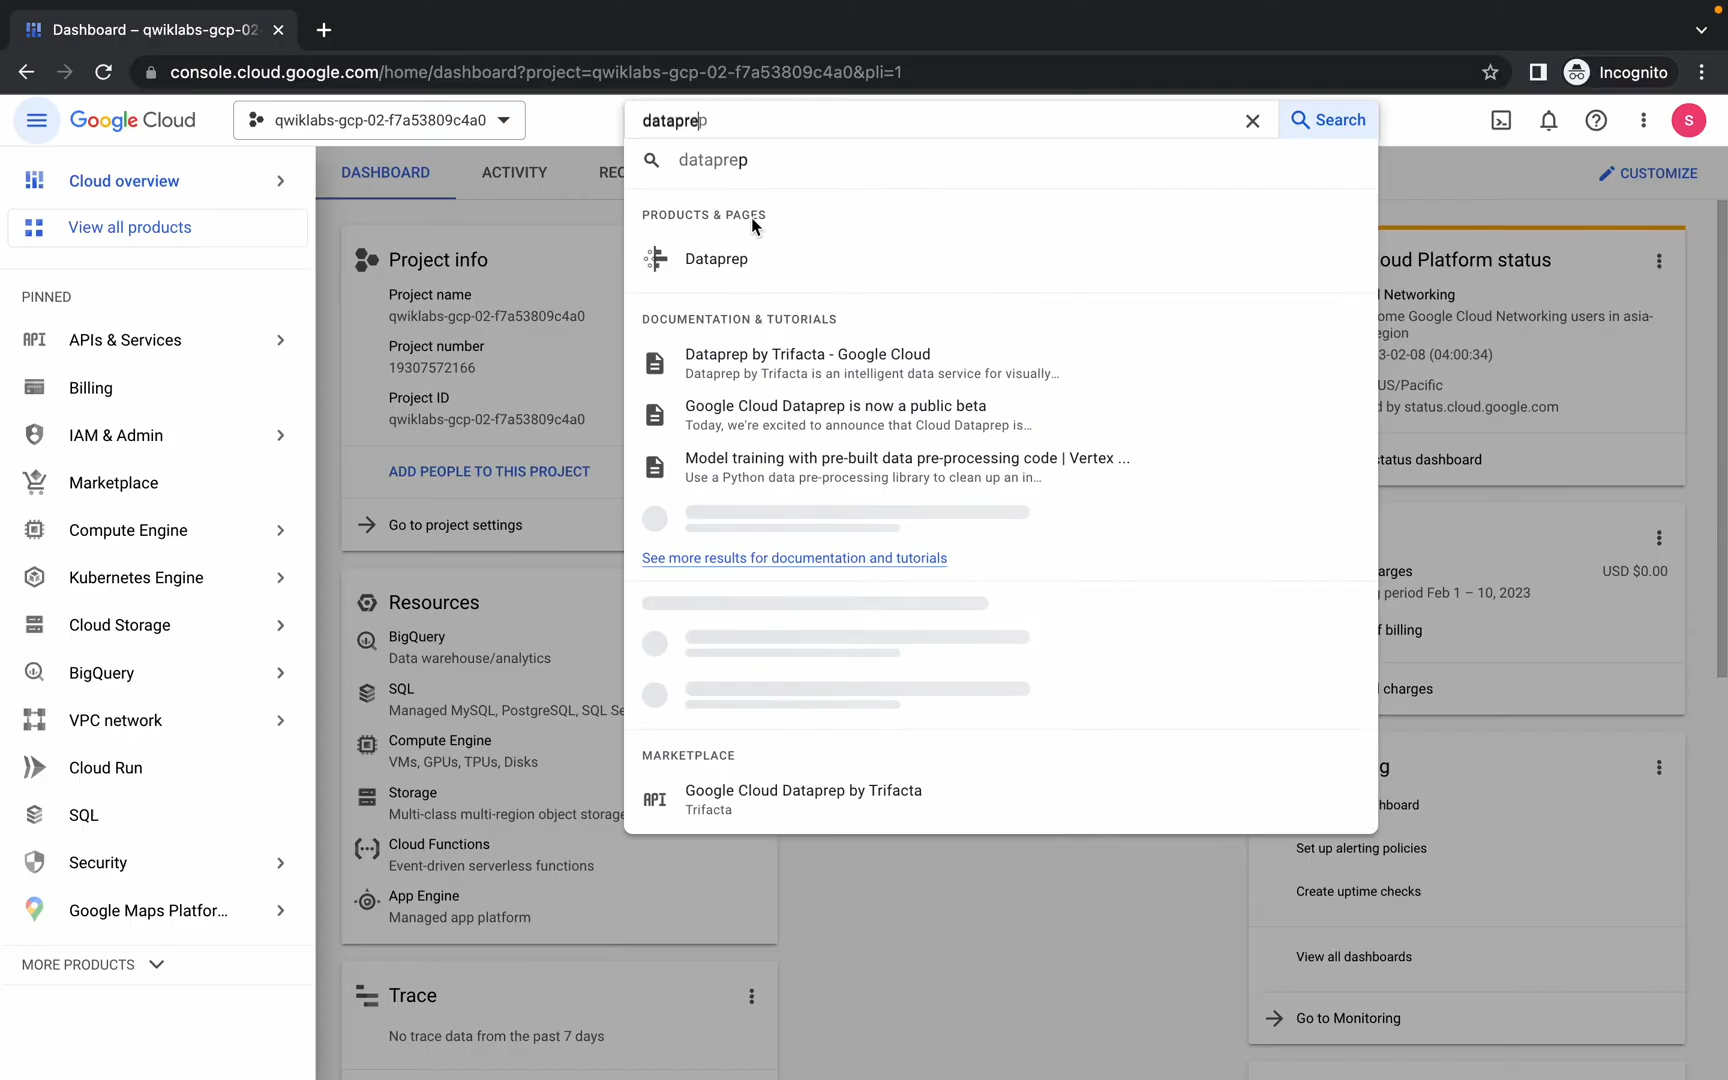 Dashboard – qwiklabs-gcp-02
console.cloud.google.com/home/dashboard?project=qwiklabs-gcp-02-f7a53809c4a0&pli=1
Incognito
Google Cloud
qwiklabs-gcp-02-f7a53809c4a0
dataprep
Search
S
Cloud overview
View all products
PINNED
API APIs & Services
Billing
IAM & Admin
Marketplace
Compute Engine
Kubernetes Engine
Cloud Storage
BigQuery
VPC network
Cloud Run
SQL
Security
Google Maps Platfor...
MORE PRODUCTS
DASHBOARD
ACTIVITY
REC
CUSTOMIZE
Project info
Project name
qwiklabs-gcp-02-f7a53809c4a0
Project number
19307572166
Project ID
qwiklabs-gcp-02-f7a53809c4a0
ADD PEOPLE TO THIS PROJECT
Go to project settings
Resources
BigQuery
Data warehouse/analytics
SQL
Managed MySQL, PostgreSQL, SQL Se
Compute Engine
VMs, GPUs, TPUs, Disks
Storage
Multi-class multi-region object storage
Cloud Functions
Event-driven serverless functions
App Engine
Managed app platform
Trace
No trace data from the past 7 days
dataprep
PRODUCTS & PAGES
Dataprep
DOCUMENTATION & TUTORIALS
Dataprep by Trifacta - Google Cloud
Dataprep by Trifacta is an intelligent data service for visually...
Google Cloud Dataprep is now a public beta
Today, we're excited to announce that Cloud Dataprep is...
Model training with pre-built data pre-processing code | Vertex ...
Use a Python data pre-processing library to clean up an in...
See more results for documentation and tutorials
MARKETPLACE
API Google Cloud Dataprep by Trifacta
Trifacta
oud Platform status
Networking
ome Google Cloud Networking users in asia-
egion
3-02-08 (04:00:34)
US/Pacific
d by status.cloud.google.com
status dashboard
arges
USD $0.00
period Feb 1 – 10, 2023
f billing
charges
g
hboard
Set up alerting policies
Create uptime checks
View all dashboards
Go to Monitoring